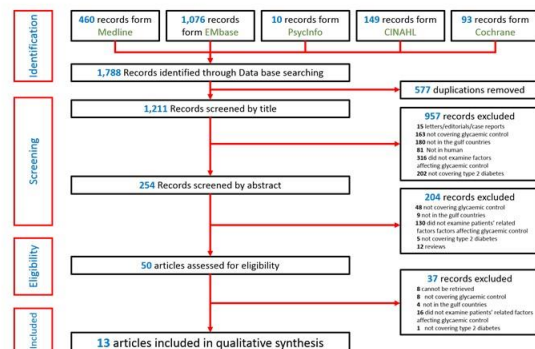 460 records form
Medline
1,076 records
form EMbase
10 records form
PsycInfo
149 records form
CINAHL
93 records form
Cochrane
Identification
1,788 Records identified through Data base searching
577 duplications removed
Screening
1,211 Records screened by title
957 records excluded
15 letters/editorials/case reports
163 not covering glycaemic control
180 not in the gulf countries
81 Not in human
316 did not examine factors
affecting glycaemic control
202 not covering type 2 diabetes
254 Records screened by abstract
204 records excluded
48 not covering glycaemic control
9 not in the gulf countries
130 did not examine patients' related
factors factors affecting glycaemic control
5 not covering type 2 diabetes
12 reviews
Eligibility
50 articles assessed for eligibility
37 records excluded
8 cannot be retrieved
8 not covering glycaemic control
4 not in the gulf countries
16 did not examine patients' related factors
affecting glycaemic control
1 not covering type 2 diabetes
Included
13 articles included in qualitative synthesis